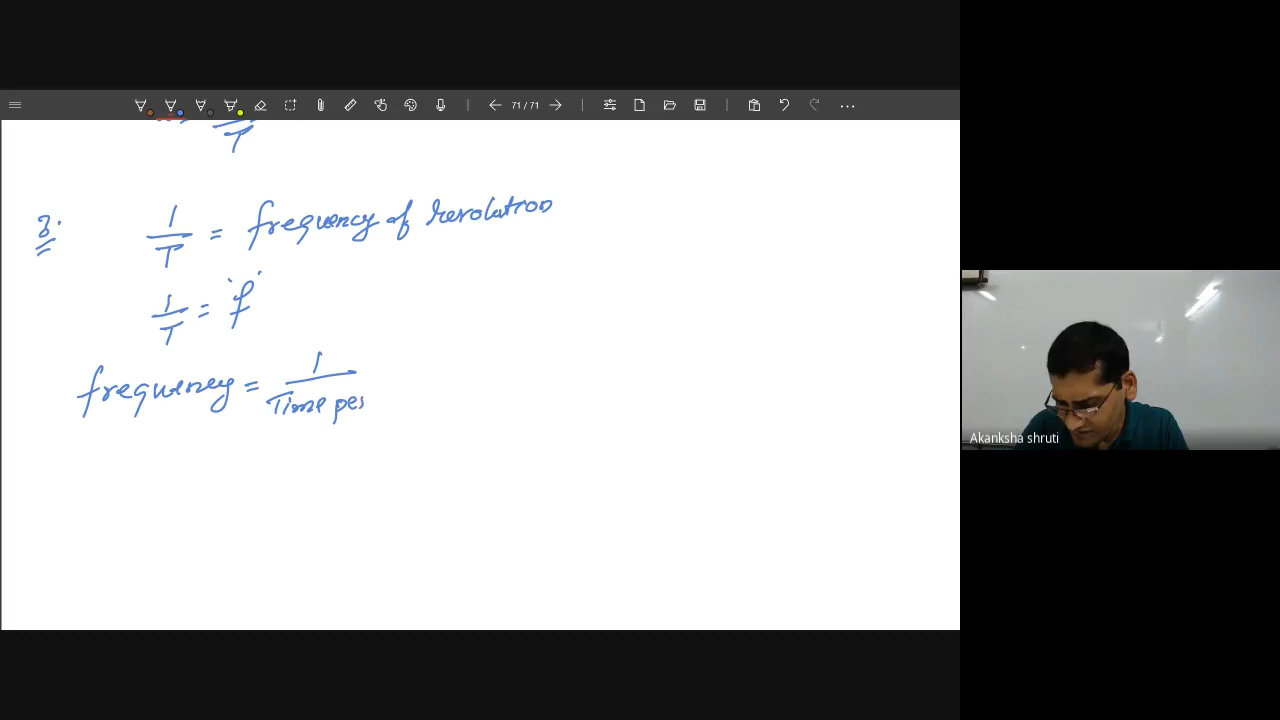 71 / 71
T
3.
1/T = frequency of revolution
1/T = 'f'
frequency = 1/Time per
Akanksha shruti